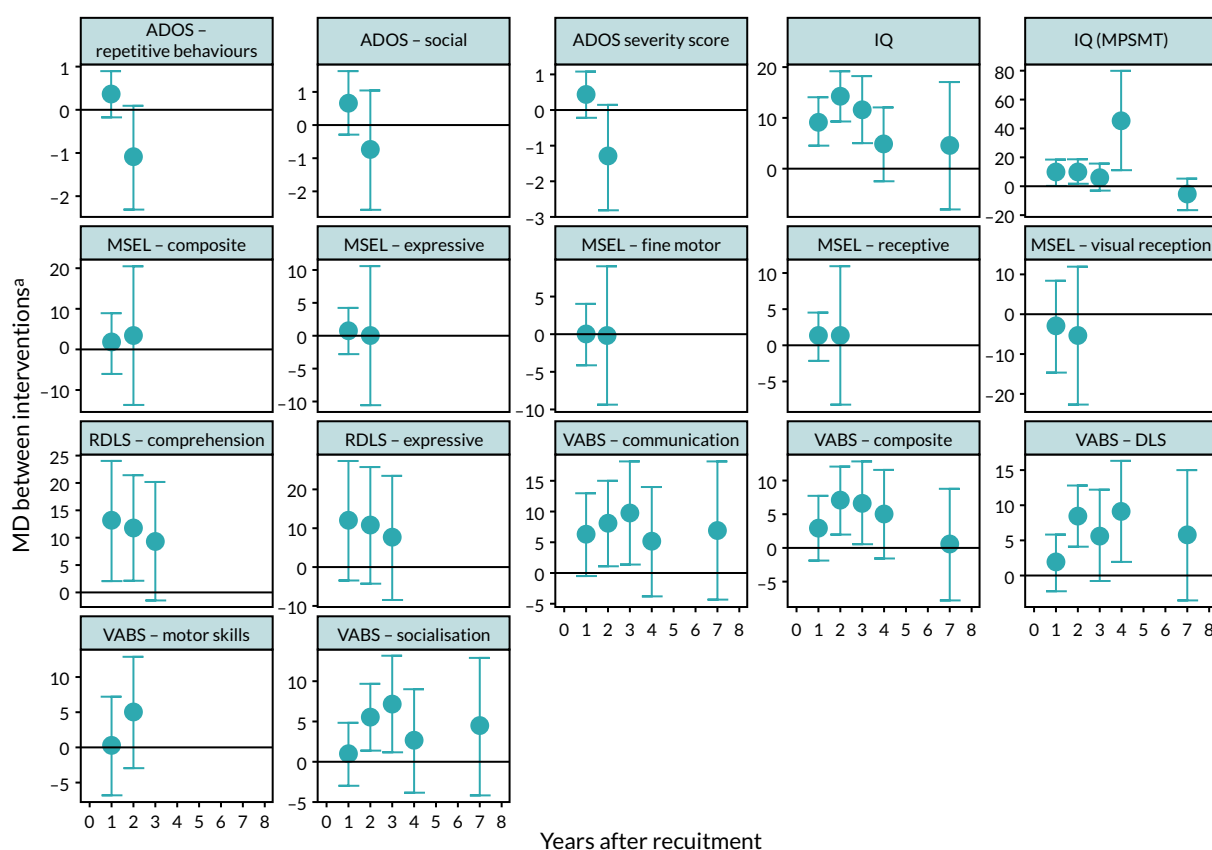 ADOS –
repetitive behaviours
ADOS – social
ADOS severity score
IQ
IQ (MPSMT)
1
0
−1
−2
1
0
−1
−2
1
0
−1
−2
−3
20
10
0
80
60
40
20
0
−20
MSEL – composite
MSEL – expressive
MSEL – fine motor
MSEL – receptive
MSEL – visual reception
20
10
0
−10
10
5
0
−5
−10
5
0
−5
−10
10
5
0
−5
10
0
−10
−20
RDLS – comprehension
RDLS – expressive
VABS – communication
VABS – composite
VABS – DLS
25
20
15
10
5
0
20
10
0
−10
15
10
5
0
−5
10
5
0
−5
15
10
5
0
0 1 2 3 4 5 6 7 8
0 1 2 3 4 5 6 7 8
0 1 2 3 4 5 6 7 8
VABS – motor skills
VABS – socialisation
10
5
0
−5
10
5
0
−5
0 1 2 3 4 5 6 7 8
0 1 2 3 4 5 6 7 8
MD between interventionsᵃ
Years after recuitment